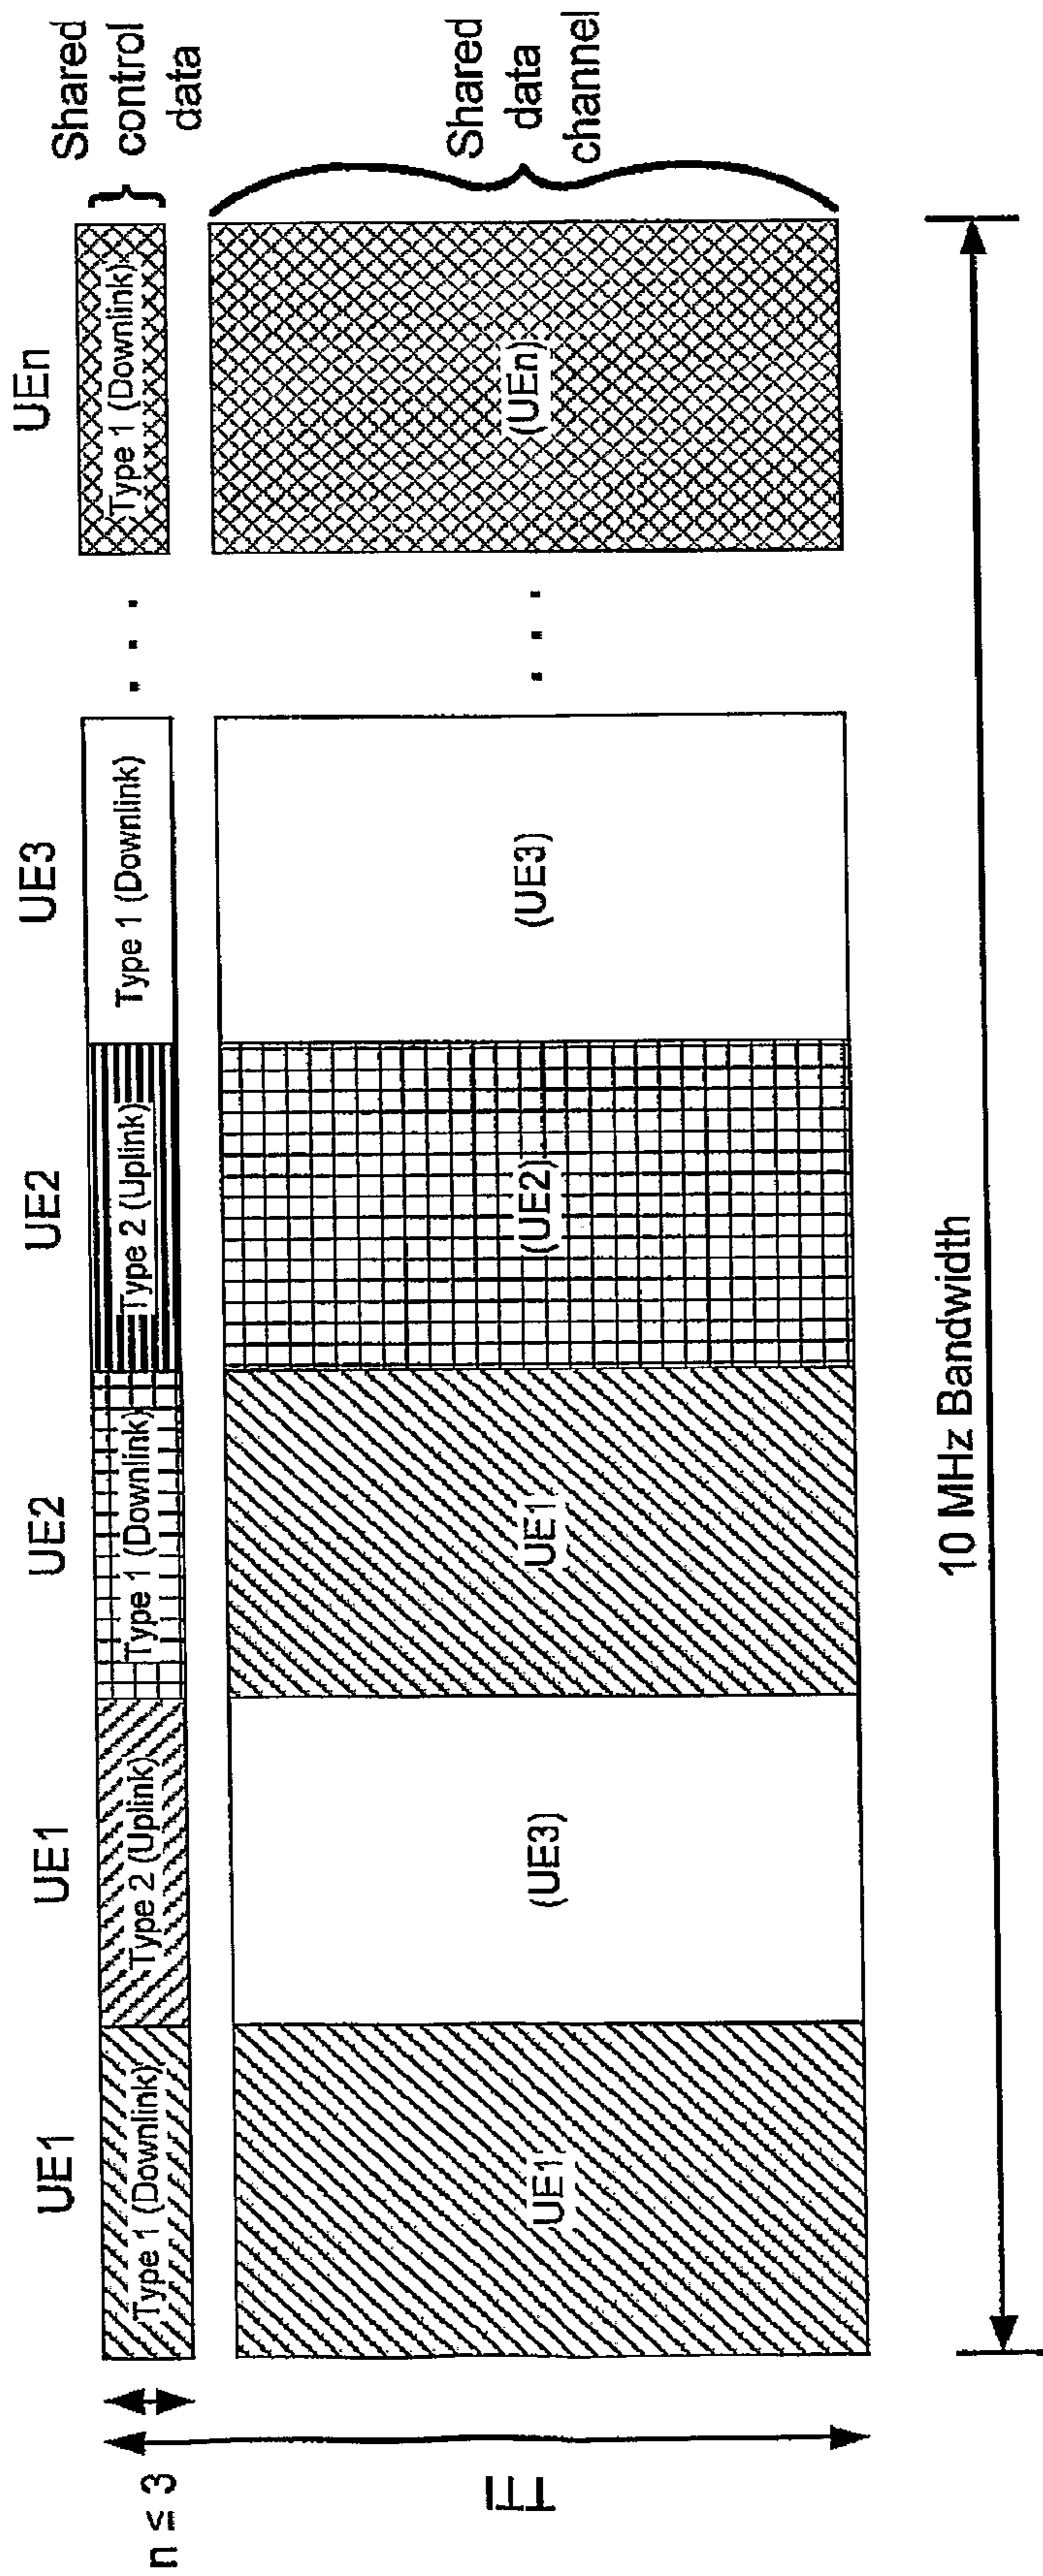 UE1
UE1
UE2
UE2
UE3
UEn
Shared
control
data
n ≤ 3
Type 1 (Downlink)
Type 2 (Uplink)
Type 1 (Downlink)
Type 2 (Uplink)
Type 1 (Downlink)
. . .
Type 1 (Downlink)
TTI
UE1
(UE3)
UE1
(UE2)
(UE3)
. . .
(UEn)
Shared
data
channel
10 MHz Bandwidth